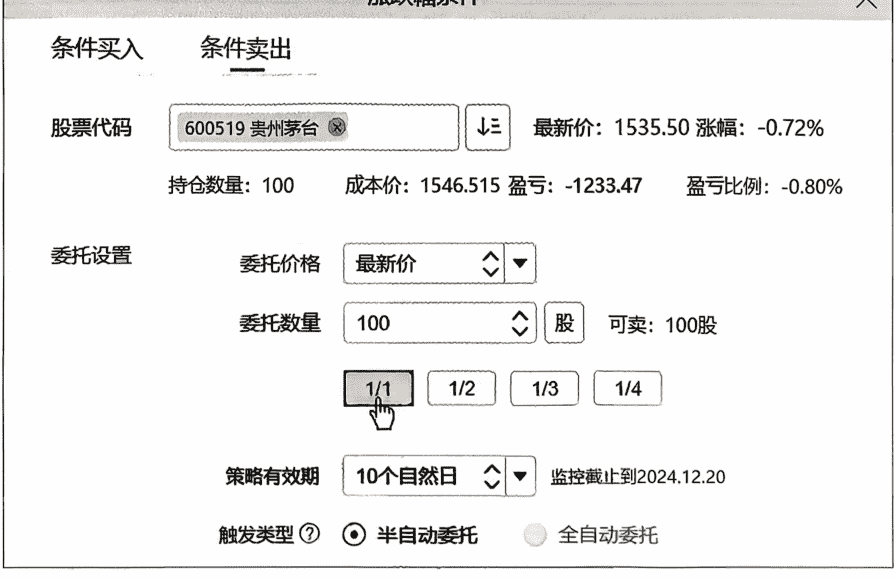 条件买入 条件卖出
股票代码 600519 贵州茅台 最新价：1535.50 涨幅：-0.72%
持仓数量：100 成本价：1546.515 盈亏：-1233.47 盈亏比例：-0.80%
委托设置 委托价格 最新价
委托数量 100 股 可卖：100股
1/1 1/2 1/3 1/4
策略有效期 10个自然日 监控截止到2024.12.20
触发类型 ? 半自动委托 全自动委托